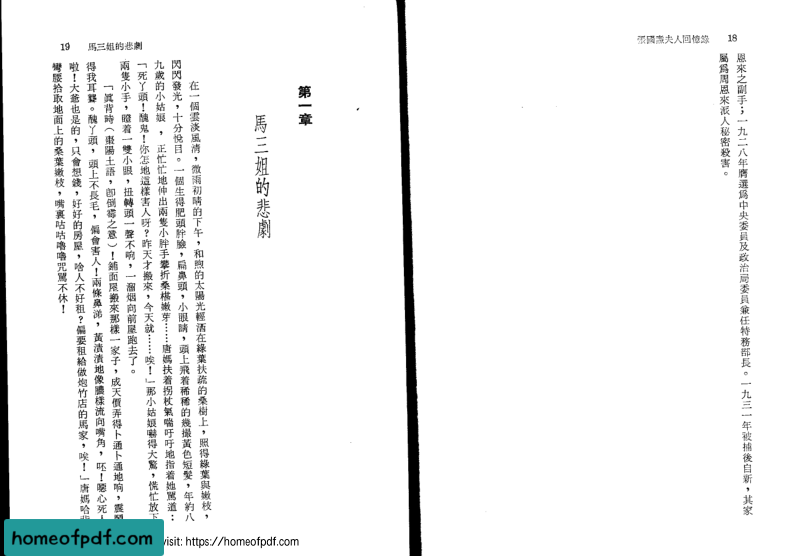 18 張國燾夫人回憶錄
恩來之副手；一九二八年膺選爲中央委員及政治局委員兼任特務部長。一九三一年被捕後自新，其家
屬爲周恩來派人秘密殺害。
19 馬三姐的悲劇
第一章
馬三姐的悲劇
在一個雲淡風清，微雨初晴的下午，和煦的太陽光輕洒在綠葉扶疏的桑樹上，照得綠葉與嫩枝，
閃閃發光，十分悅目。一個生得肥頭胖臉，扁鼻頭，小眼睛，頭上飛着稀稀的幾撮黃色短髮，年約八
九歲的小姑娘，正忙忙地伸出兩隻小胖手攀折桑椹嫩芽……唐媽扶着拐杖氣喘吁吁地指着她罵道：
「死丫頭！醜鬼！你怎地這樣害人呀？昨天才搬來，今天就……唉！」那小姑娘嚇得大驚，慌忙放下
兩隻小手，瞪着一雙小眼，扭轉頭一聲不响，一溜烟向前屋跑去了。
「眞背時（棗陽土語，卽倒霉之意）！鋪面屋搬來那樣一家子，成天價弄得卜通卜通地响，震鬧
得我耳聾。醜丫頭，頭上不長毛，偏會害人！兩條鼻涕，黃漬漬地像膿樣流向嘴角，呸！噁心死人
啦！大爺也是的，只會想錢，好好的房屋，啥人不好租？偏要租給做炮竹店的馬家，唉！」唐媽哈
彎腰拾取地面上的桑葉嫩枝，嘴裏咕咕嚕嚕咒罵不休！
homeofpdf.com
visit: https://homeofpdf.com